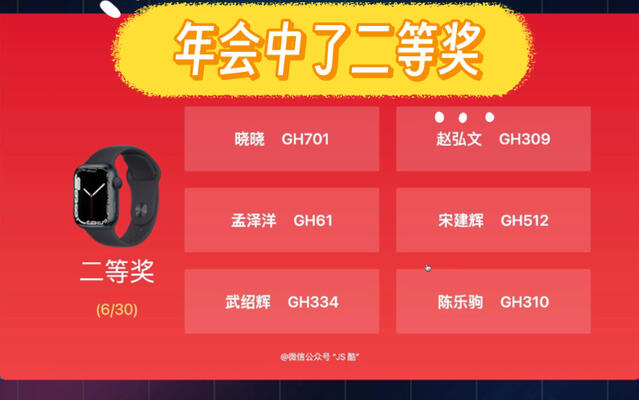 年会中了二等奖
晓晓 GH701
赵弘文 GH309
孟泽洋 GH61
宋建辉 GH512
二等奖
(6/30)
武绍辉 GH334
陈乐驹 GH310
@微信公众号 “JS 酷”